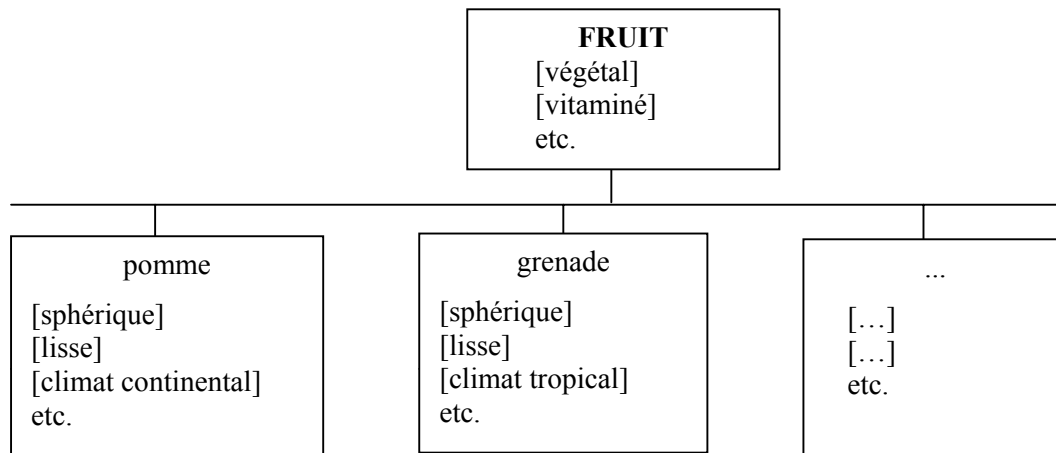 FRUIT
[végétal]
[vitaminé]
etc.
pomme
[sphérique]
[lisse]
[climat continental]
etc.
grenade
[sphérique]
[lisse]
[climat tropical]
etc.
...
[…]
[…]
etc.